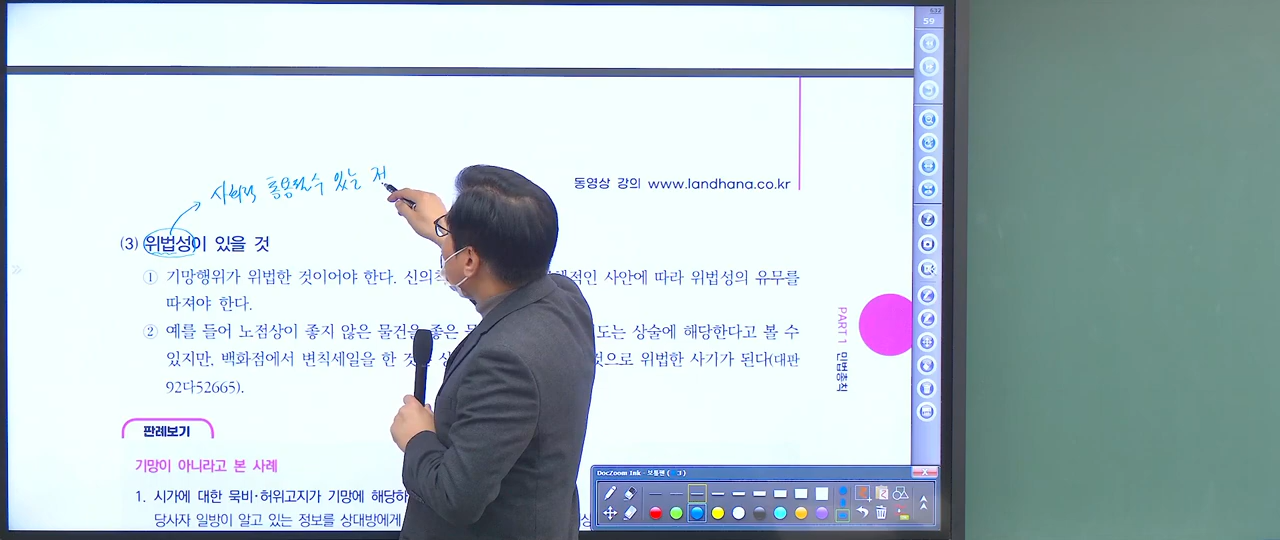 632
59
동영상 강의 www.landhana.co.kr
사회적 통용될 수 있는 저
(3) 위법성이 있을 것
① 기망행위가 위법한 것이어야 한다. 신의 적인 사안에 따라 위법성의 유무를
따져야 한다.
② 예를 들어 노점상이 좋지 않은 물건을 좋은 도는 상술에 해당한다고 볼 수
있지만, 백화점에서 변칙세일을 한 것 것으로 위법한 사기가 된다(대판
92다52665).
PART 1 민법총칙
판례보기
기망이 아니라고 본 사례
1. 시가에 대한 묵비·허위고지가 기망에 해당하
당사자 일방이 알고 있는 정보를 상대방에게 상
DocZoom Ink - 보통펜 ( )